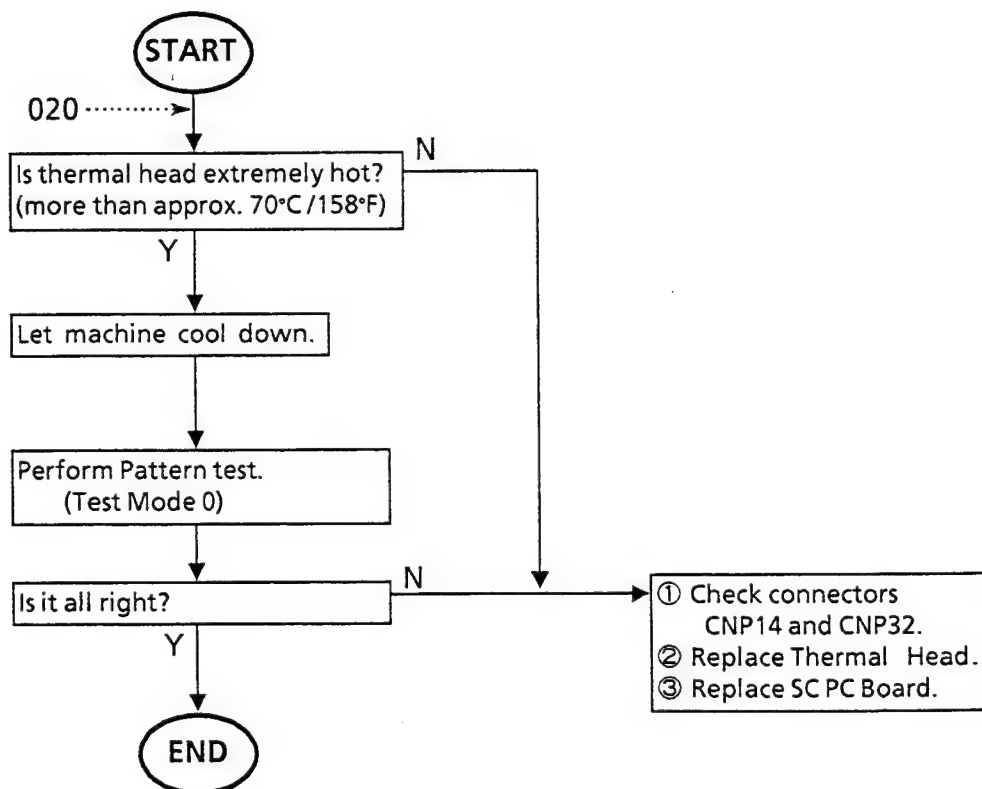 START
020
Is thermal head extremely hot?
(more than approx. 70°C/158°F)
N
Y
Let machine cool down.
Perform Pattern test.
(Test Mode 0)
Is it all right?
N
Y
① Check connectors
CNP14 and CNP32.
② Replace Thermal Head.
③ Replace SC PC Board.
END